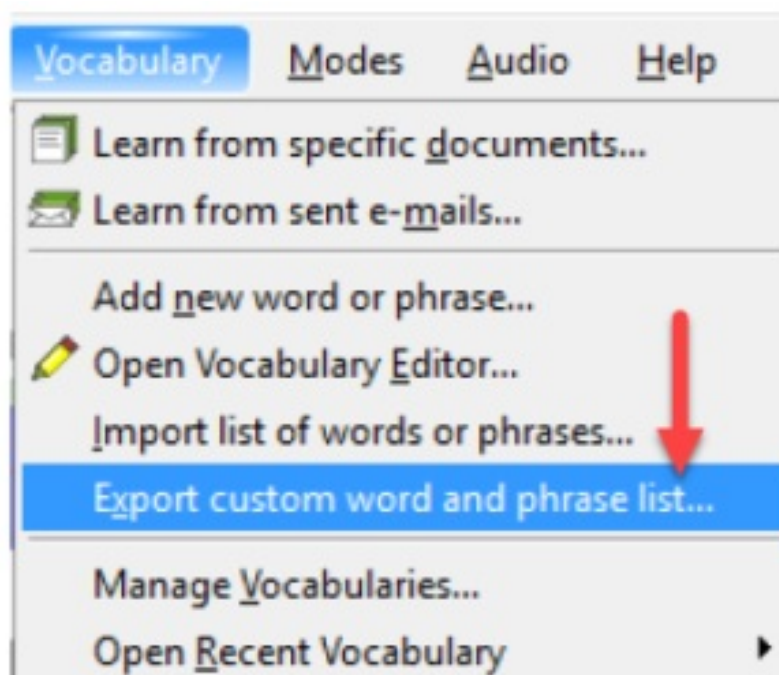 Vocabulary Modes Audio Help
Learn from specific documents...
Learn from sent e-mails...
Add new word or phrase...
Open Vocabulary Editor...
Import list of words or phrases...
Export custom word and phrase list...
Manage Vocabularies...
Open Recent Vocabulary